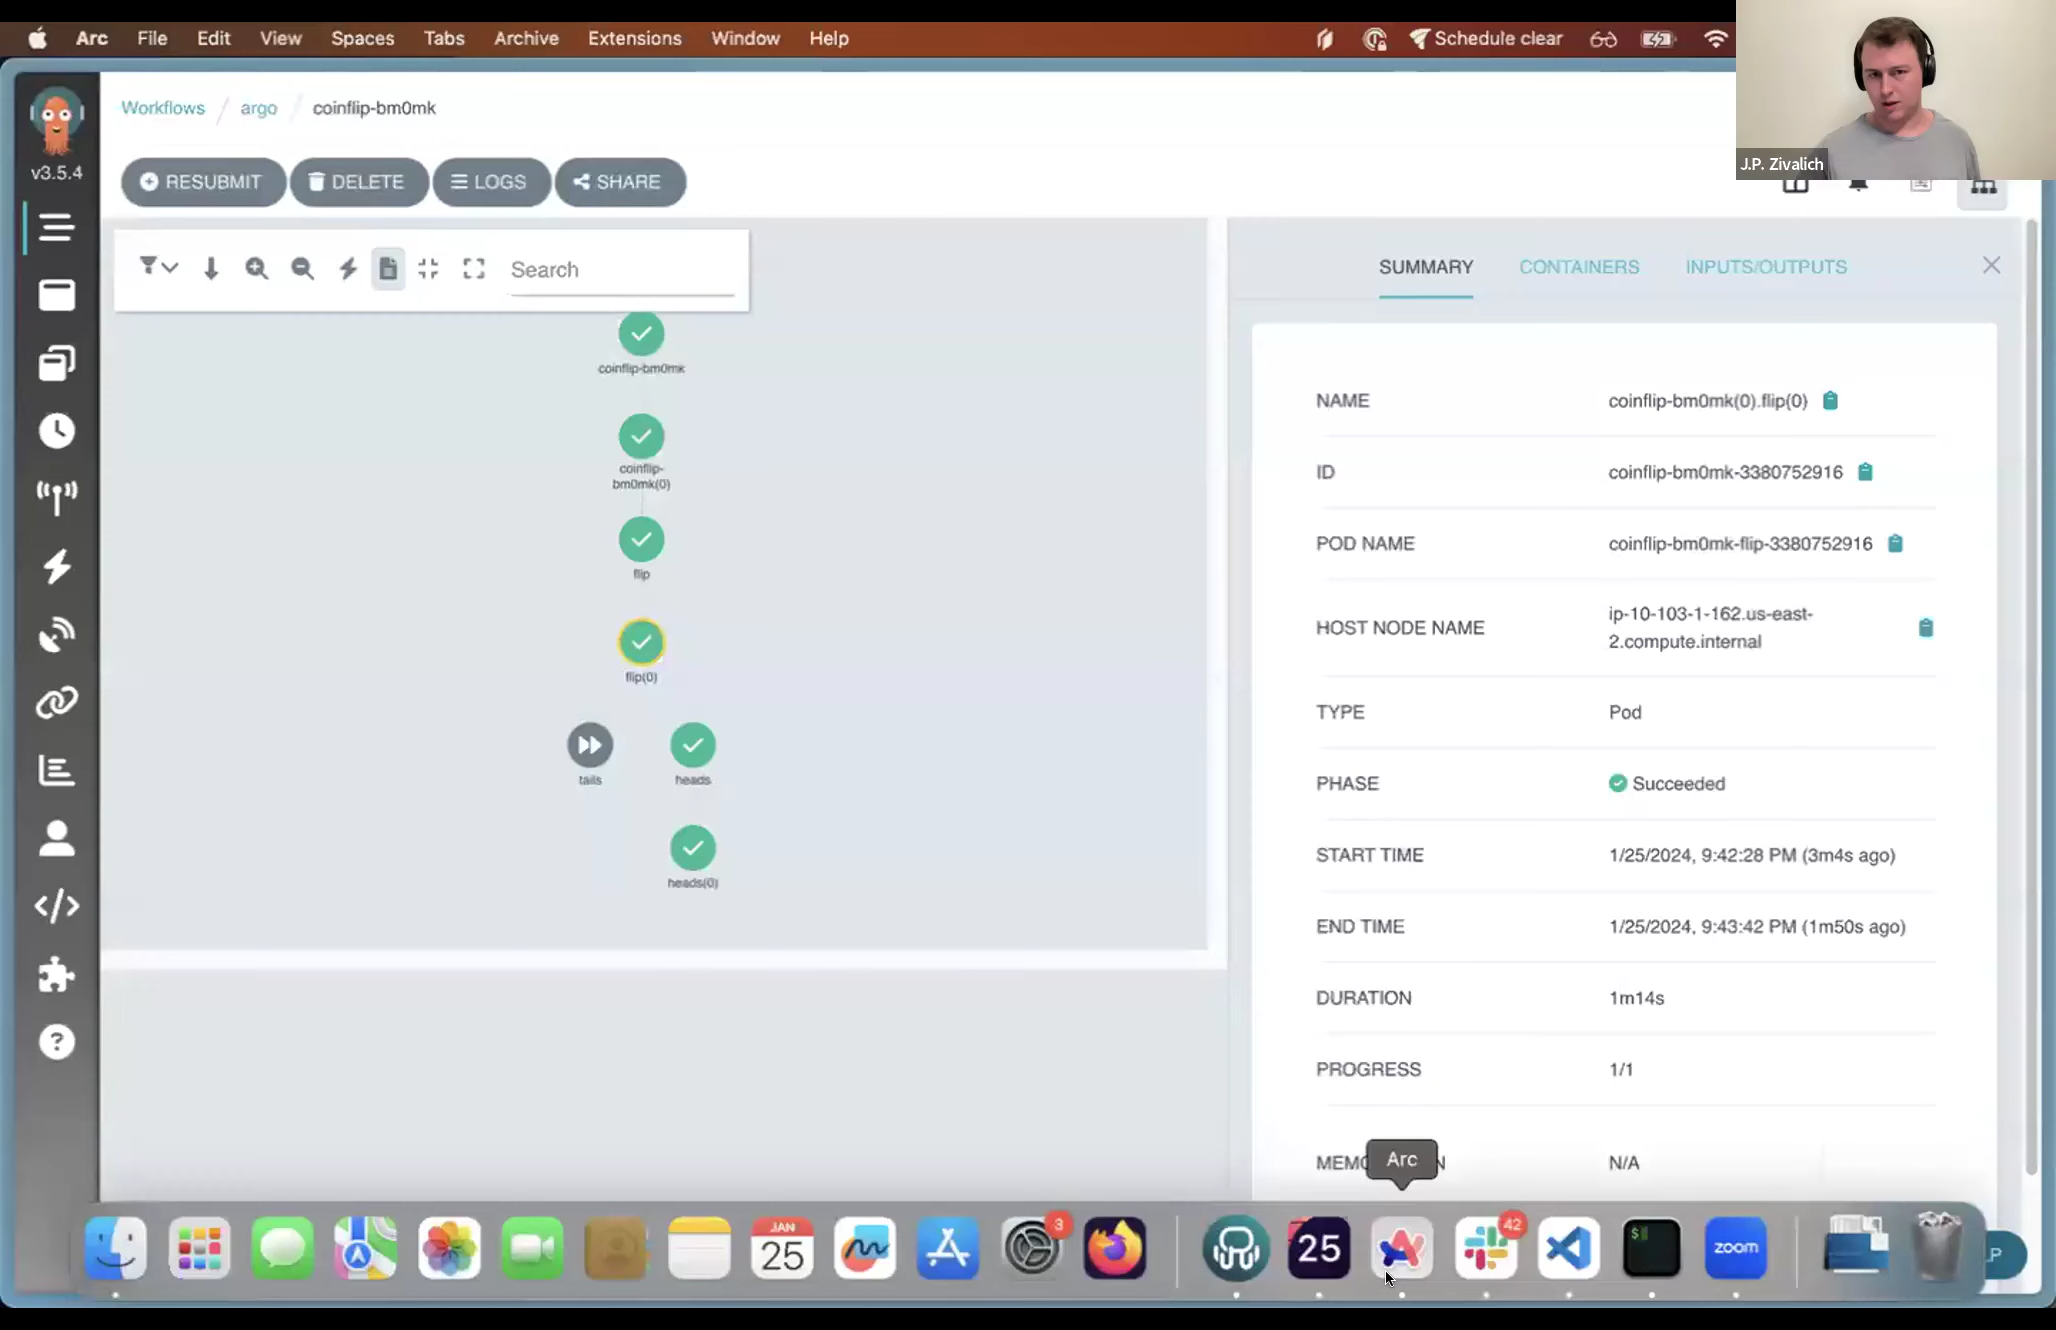 Arc File Edit View Spaces Tabs Archive Extensions Window Help Schedule clear
J.P. Zivalich
v3.5.4
Workflows / argo / coinflip-bm0mk
RESUBMIT DELETE LOGS SHARE
Search
coinflip-bm0mk
coinflip-
bm0mk(0)
flip
flip(0)
tails heads
heads(0)
SUMMARY CONTAINERS INPUTS/OUTPUTS
NAME coinflip-bm0mk(0).flip(0)
ID coinflip-bm0mk-3380752916
POD NAME coinflip-bm0mk-flip-3380752916
HOST NODE NAME ip-10-103-1-162.us-east-
2.compute.internal
TYPE Pod
PHASE Succeeded
START TIME 1/25/2024, 9:42:28 PM (3m4s ago)
END TIME 1/25/2024, 9:43:42 PM (1m50s ago)
DURATION 1m14s
PROGRESS 1/1
N/A
Arc
3
42
JAN
25
25
$
zoom